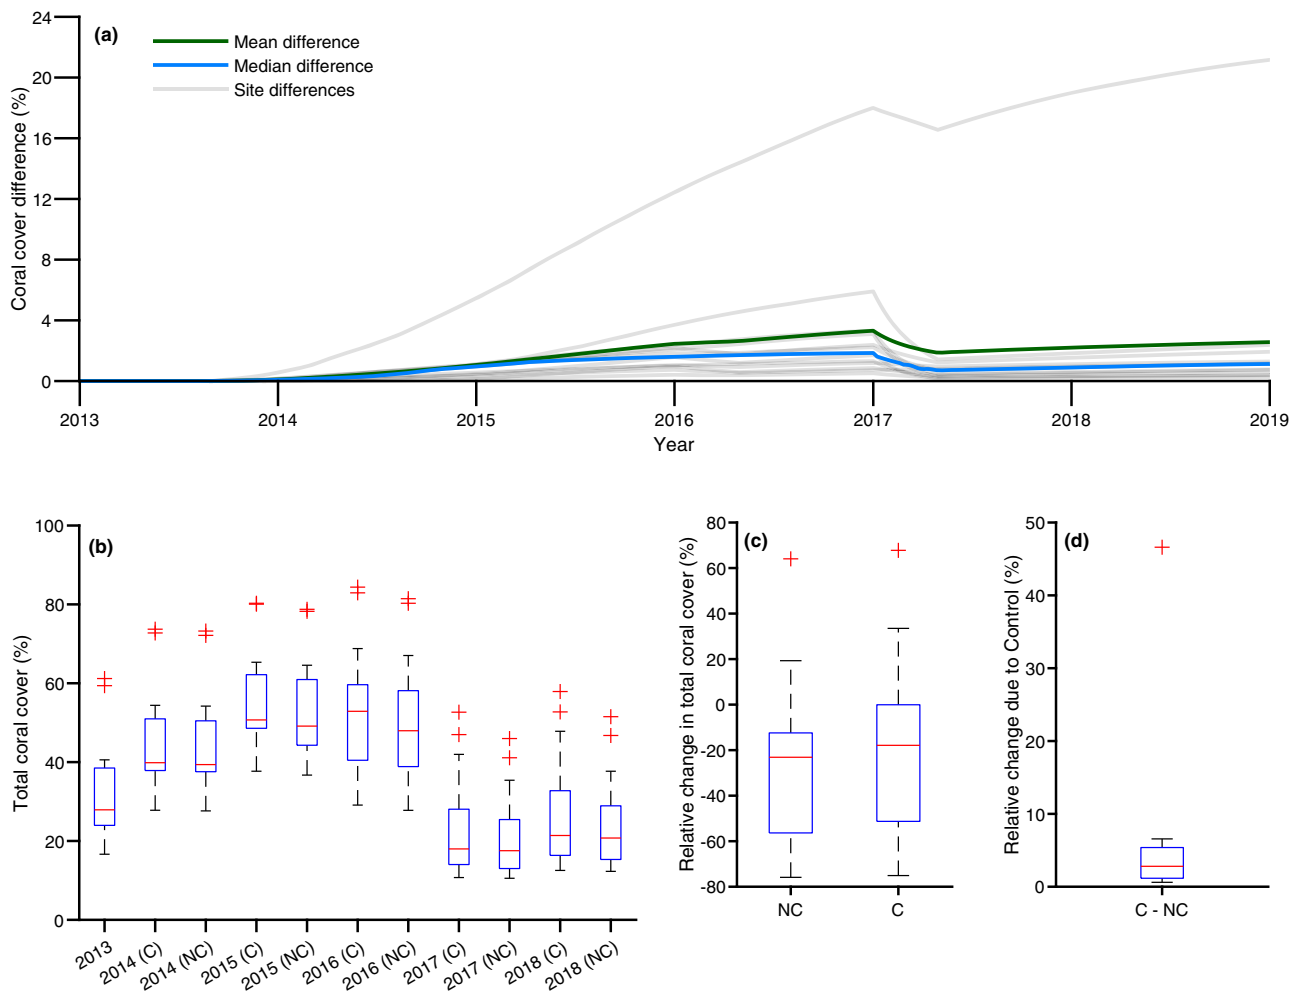 (a)
Mean difference
Median difference
Site differences
Coral cover difference (%)
24
20
16
12
8
4
0
2013 2014 2015 2016 2017 2018 2019
Year
(b)
Total coral cover (%)
100
80
60
40
20
0
2013 2014 (C) 2014 (NC) 2015 (C) 2015 (NC) 2016 (C) 2016 (NC) 2017 (C) 2017 (NC) 2018 (C) 2018 (NC)
(c)
Relative change in total coral cover (%)
80
60
40
20
0
-20
-40
-60
-80
NC C
(d)
Relative change due to Control (%)
50
40
30
20
10
0
C - NC